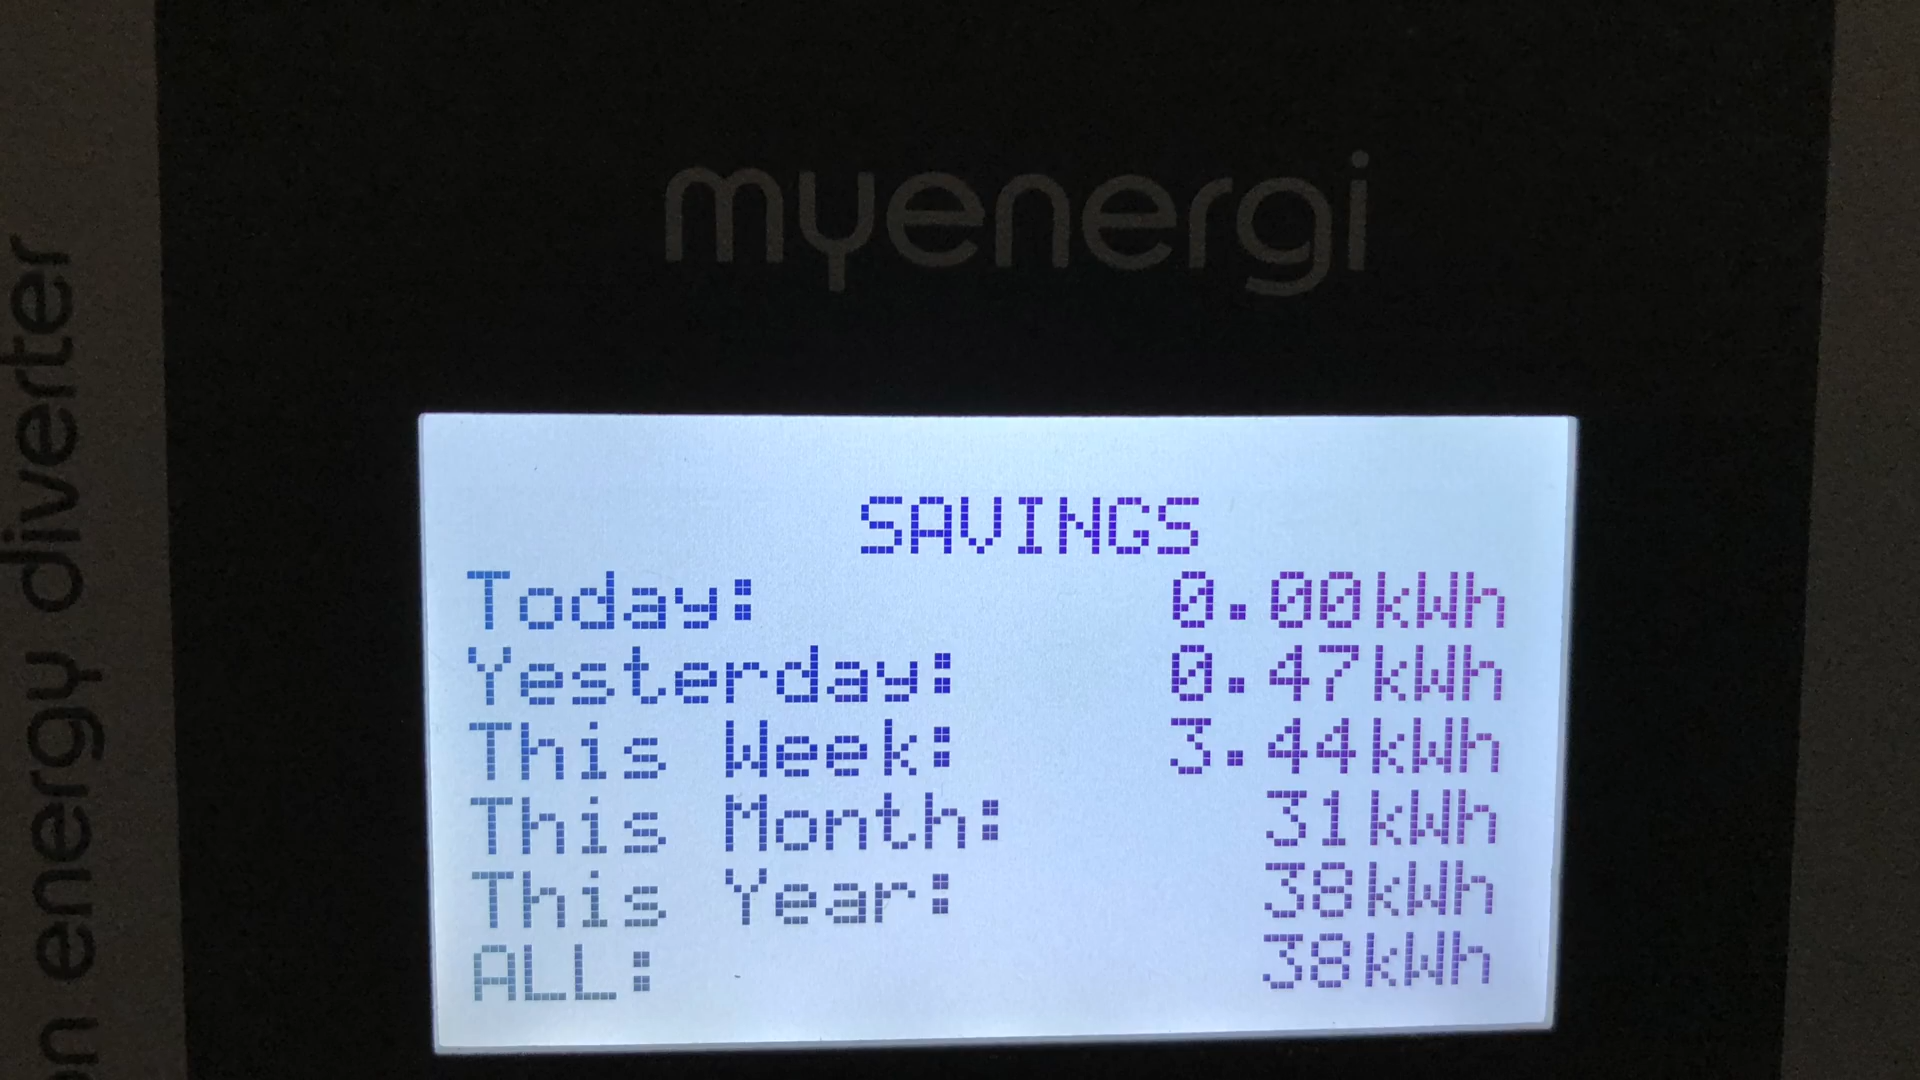 myenergi
SAVINGS
Today: 0.00kWh
Yesterday: 0.47kWh
This Week: 3.44kWh
This Month: 31kWh
This Year: 38kWh
ALL: 38kWh
energy diverter